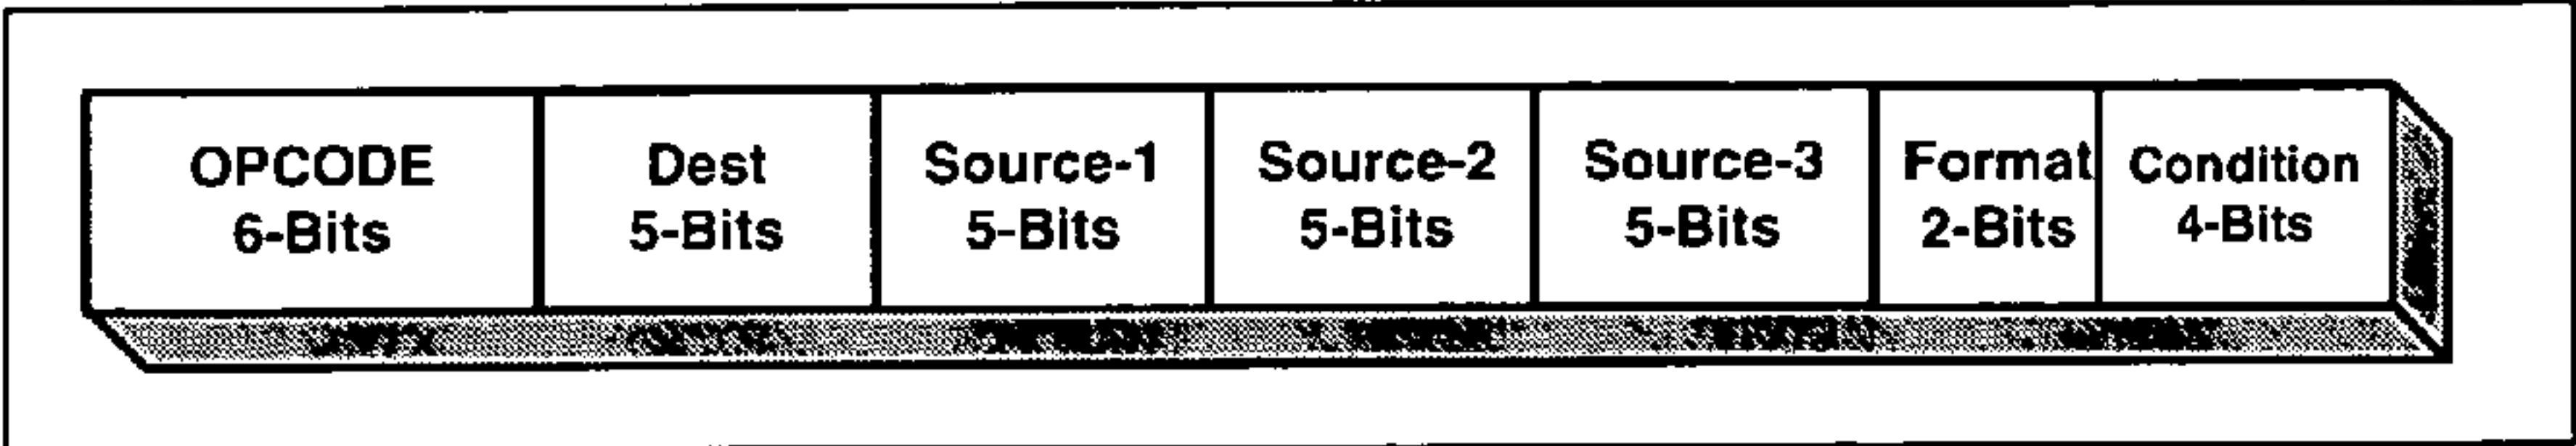 OPCODE
6-Bits
Dest
5-Bits
Source-1
5-Bits
Source-2
5-Bits
Source-3
5-Bits
Format
2-Bits
Condition
4-Bits